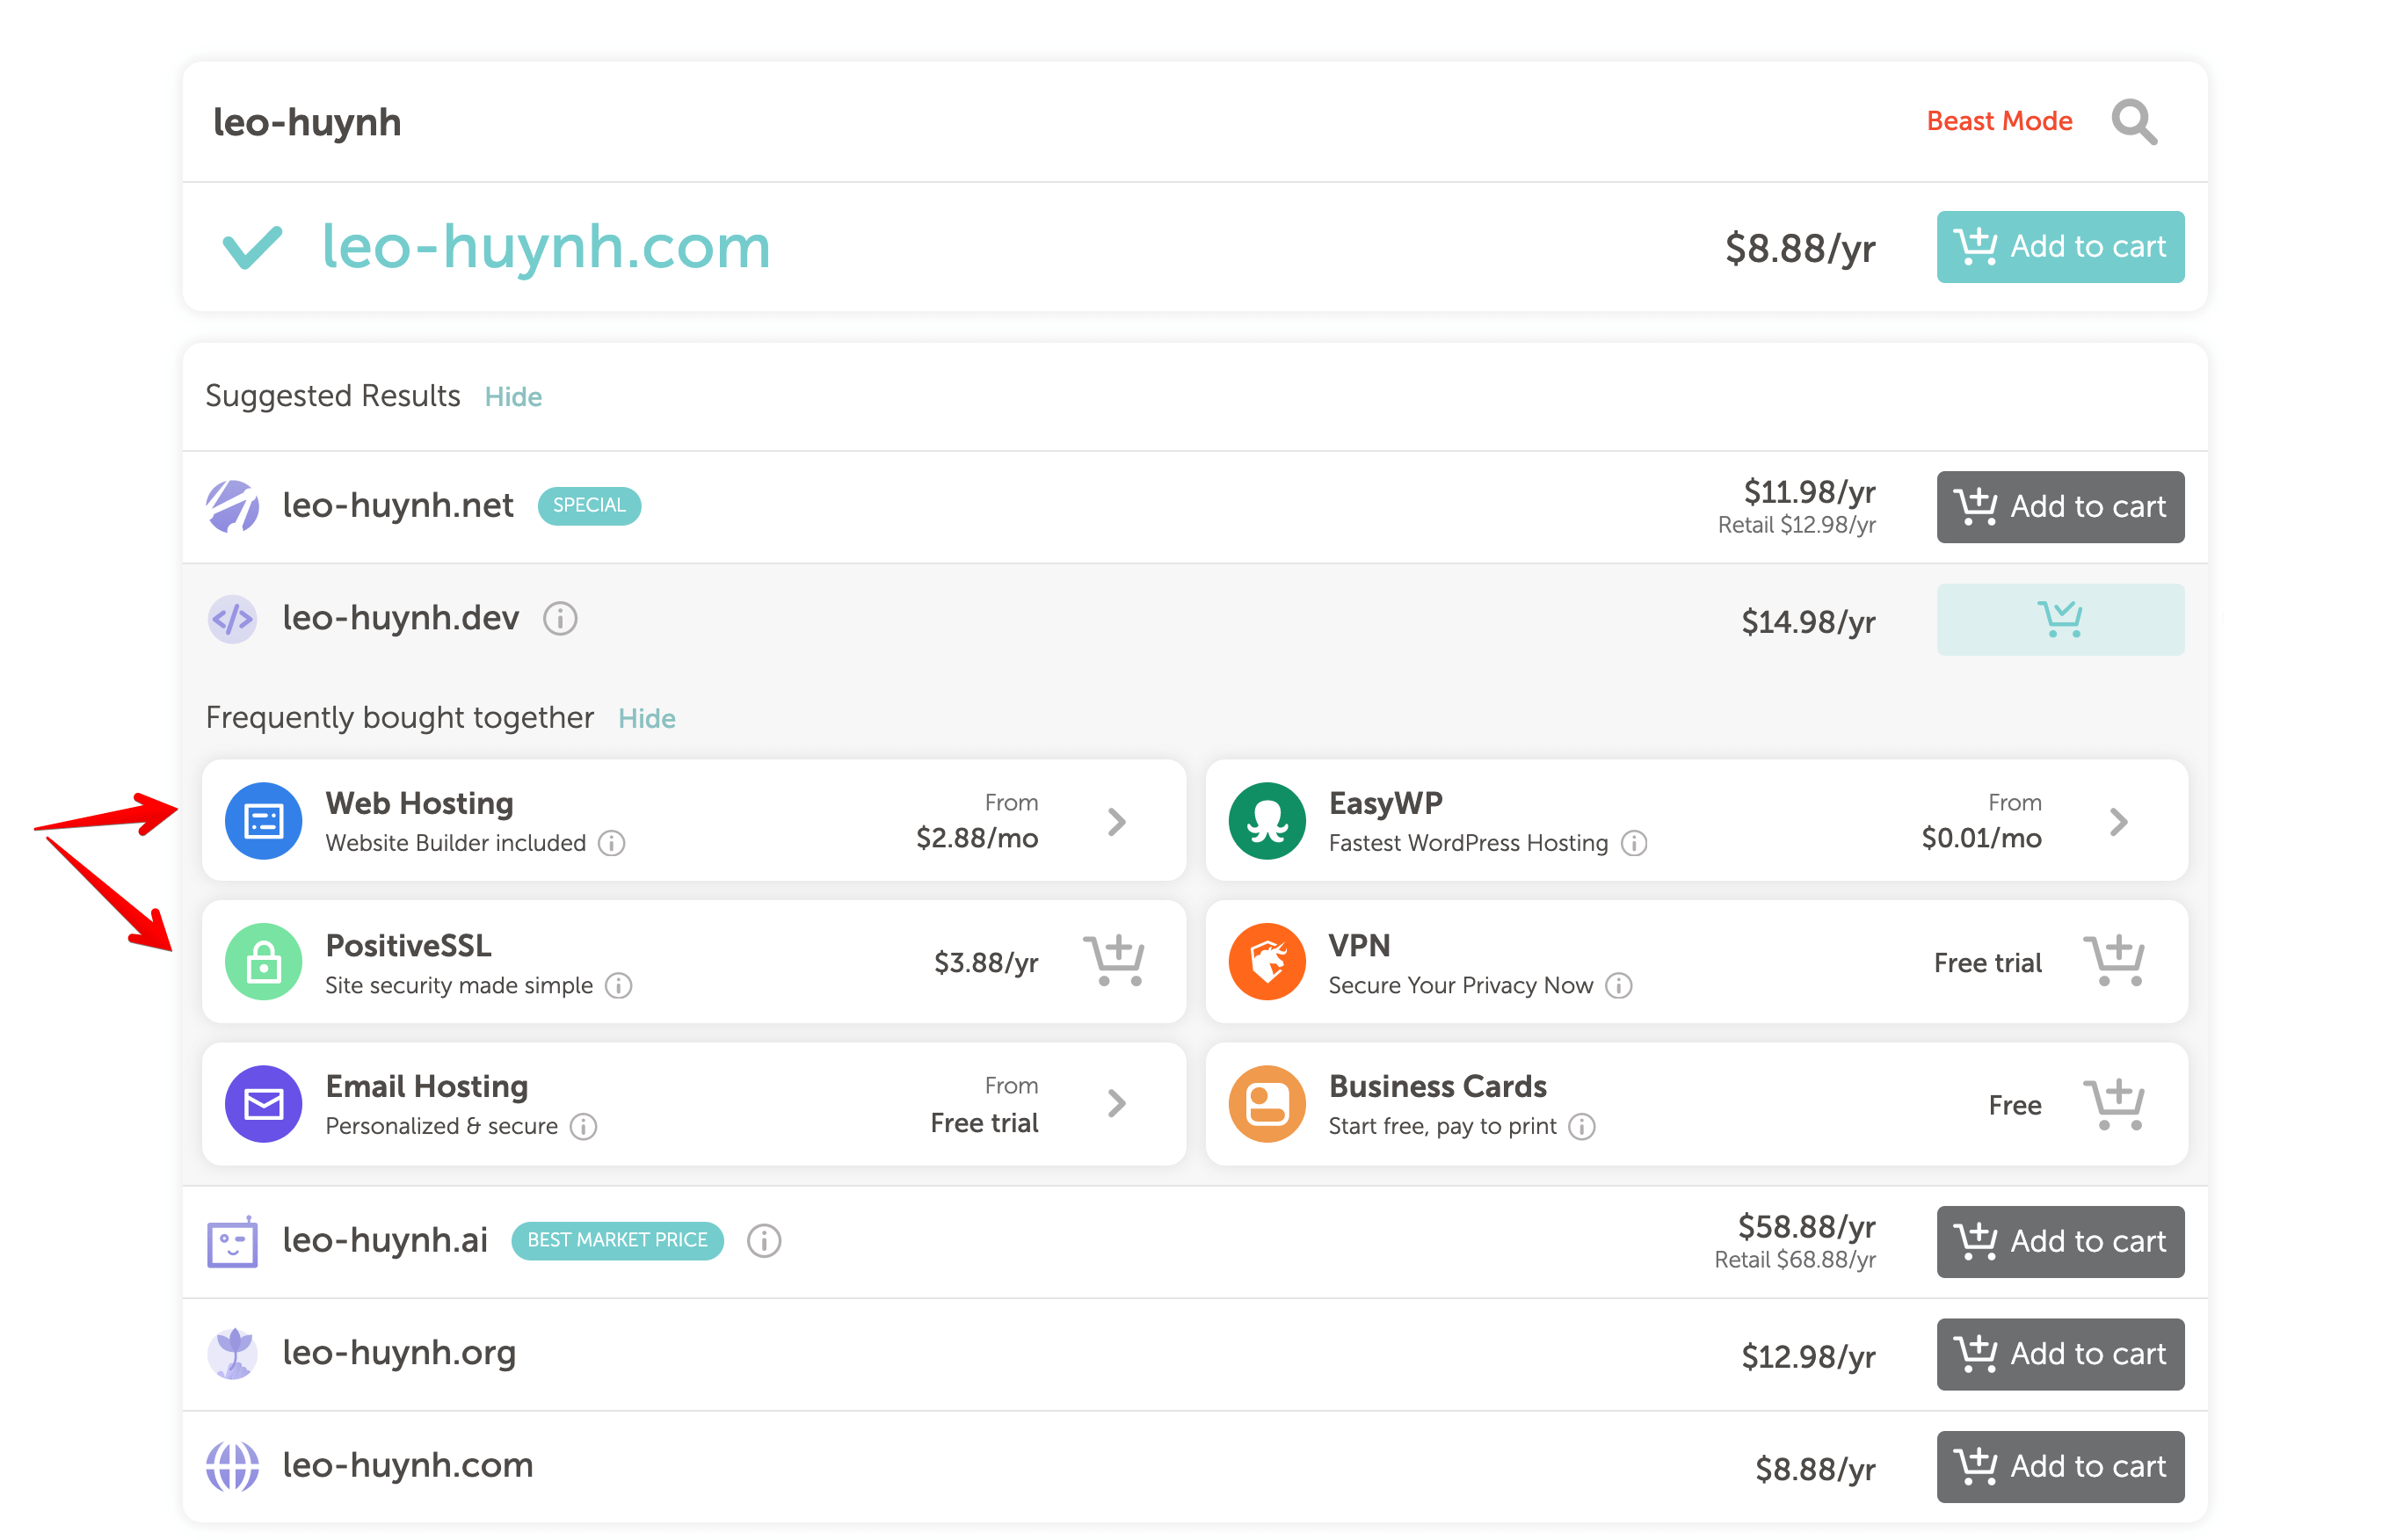 leo-huynh
Beast Mode
leo-huynh.com
$8.88/yr
Add to cart
Suggested Results Hide
leo-huynh.net SPECIAL
$11.98/yr
Retail $12.98/yr
Add to cart
leo-huynh.dev
$14.98/yr
Frequently bought together Hide
Web Hosting
Website Builder included
From
$2.88/mo
EasyWP
Fastest WordPress Hosting
From
$0.01/mo
PositiveSSL
Site security made simple
$3.88/yr
VPN
Secure Your Privacy Now
Free trial
Email Hosting
Personalized & secure
From
Free trial
Business Cards
Start free, pay to print
Free
leo-huynh.ai BEST MARKET PRICE
$58.88/yr
Retail $68.88/yr
Add to cart
leo-huynh.org
$12.98/yr
Add to cart
leo-huynh.com
$8.88/yr
Add to cart